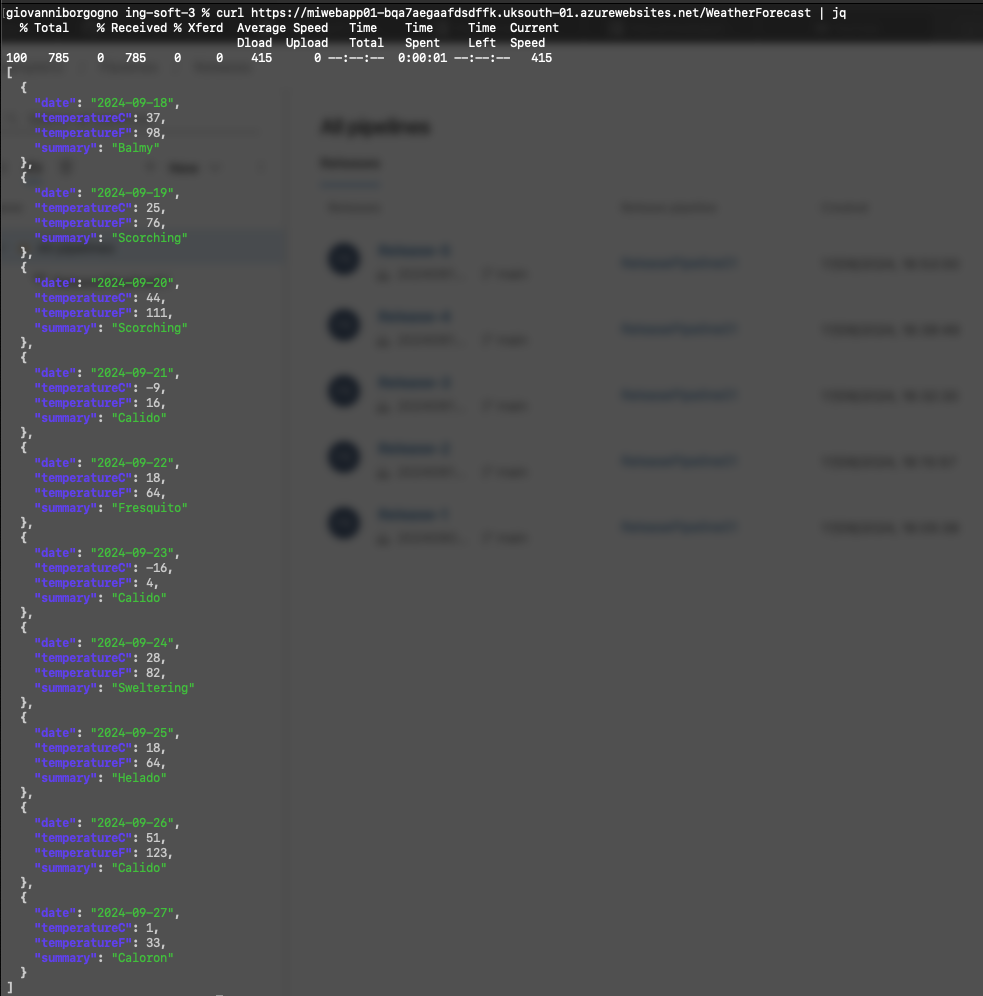 giovanniborgogno ing-soft-3 % curl https://miwebapp01-bqa7aegaafdsdffk.uksouth-01.azurewebsites.net/WeatherForecast | jq
  % Total    % Received % Xferd  Average Speed   Time    Time     Time  Current
                                 Dload  Upload   Total   Spent    Left  Speed
100   785    0   785    0     0    415      0 --:--:--  0:00:01 --:--:--   415
[
  {
    "date": "2024-09-18",
    "temperatureC": 37,
    "temperatureF": 98,
    "summary": "Balmy"
  },
  {
    "date": "2024-09-19",
    "temperatureC": 25,
    "temperatureF": 76,
    "summary": "Scorching"
  },
  {
    "date": "2024-09-20",
    "temperatureC": 44,
    "temperatureF": 111,
    "summary": "Scorching"
  },
  {
    "date": "2024-09-21",
    "temperatureC": -9,
    "temperatureF": 16,
    "summary": "Calido"
  },
  {
    "date": "2024-09-22",
    "temperatureC": 18,
    "temperatureF": 64,
    "summary": "Fresquito"
  },
  {
    "date": "2024-09-23",
    "temperatureC": -16,
    "temperatureF": 4,
    "summary": "Calido"
  },
  {
    "date": "2024-09-24",
    "temperatureC": 28,
    "temperatureF": 82,
    "summary": "Sweltering"
  },
  {
    "date": "2024-09-25",
    "temperatureC": 18,
    "temperatureF": 64,
    "summary": "Helado"
  },
  {
    "date": "2024-09-26",
    "temperatureC": 51,
    "temperatureF": 123,
    "summary": "Calido"
  },
  {
    "date": "2024-09-27",
    "temperatureC": 1,
    "temperatureF": 33,
    "summary": "Caloron"
  }
]
All pipelines
Releases